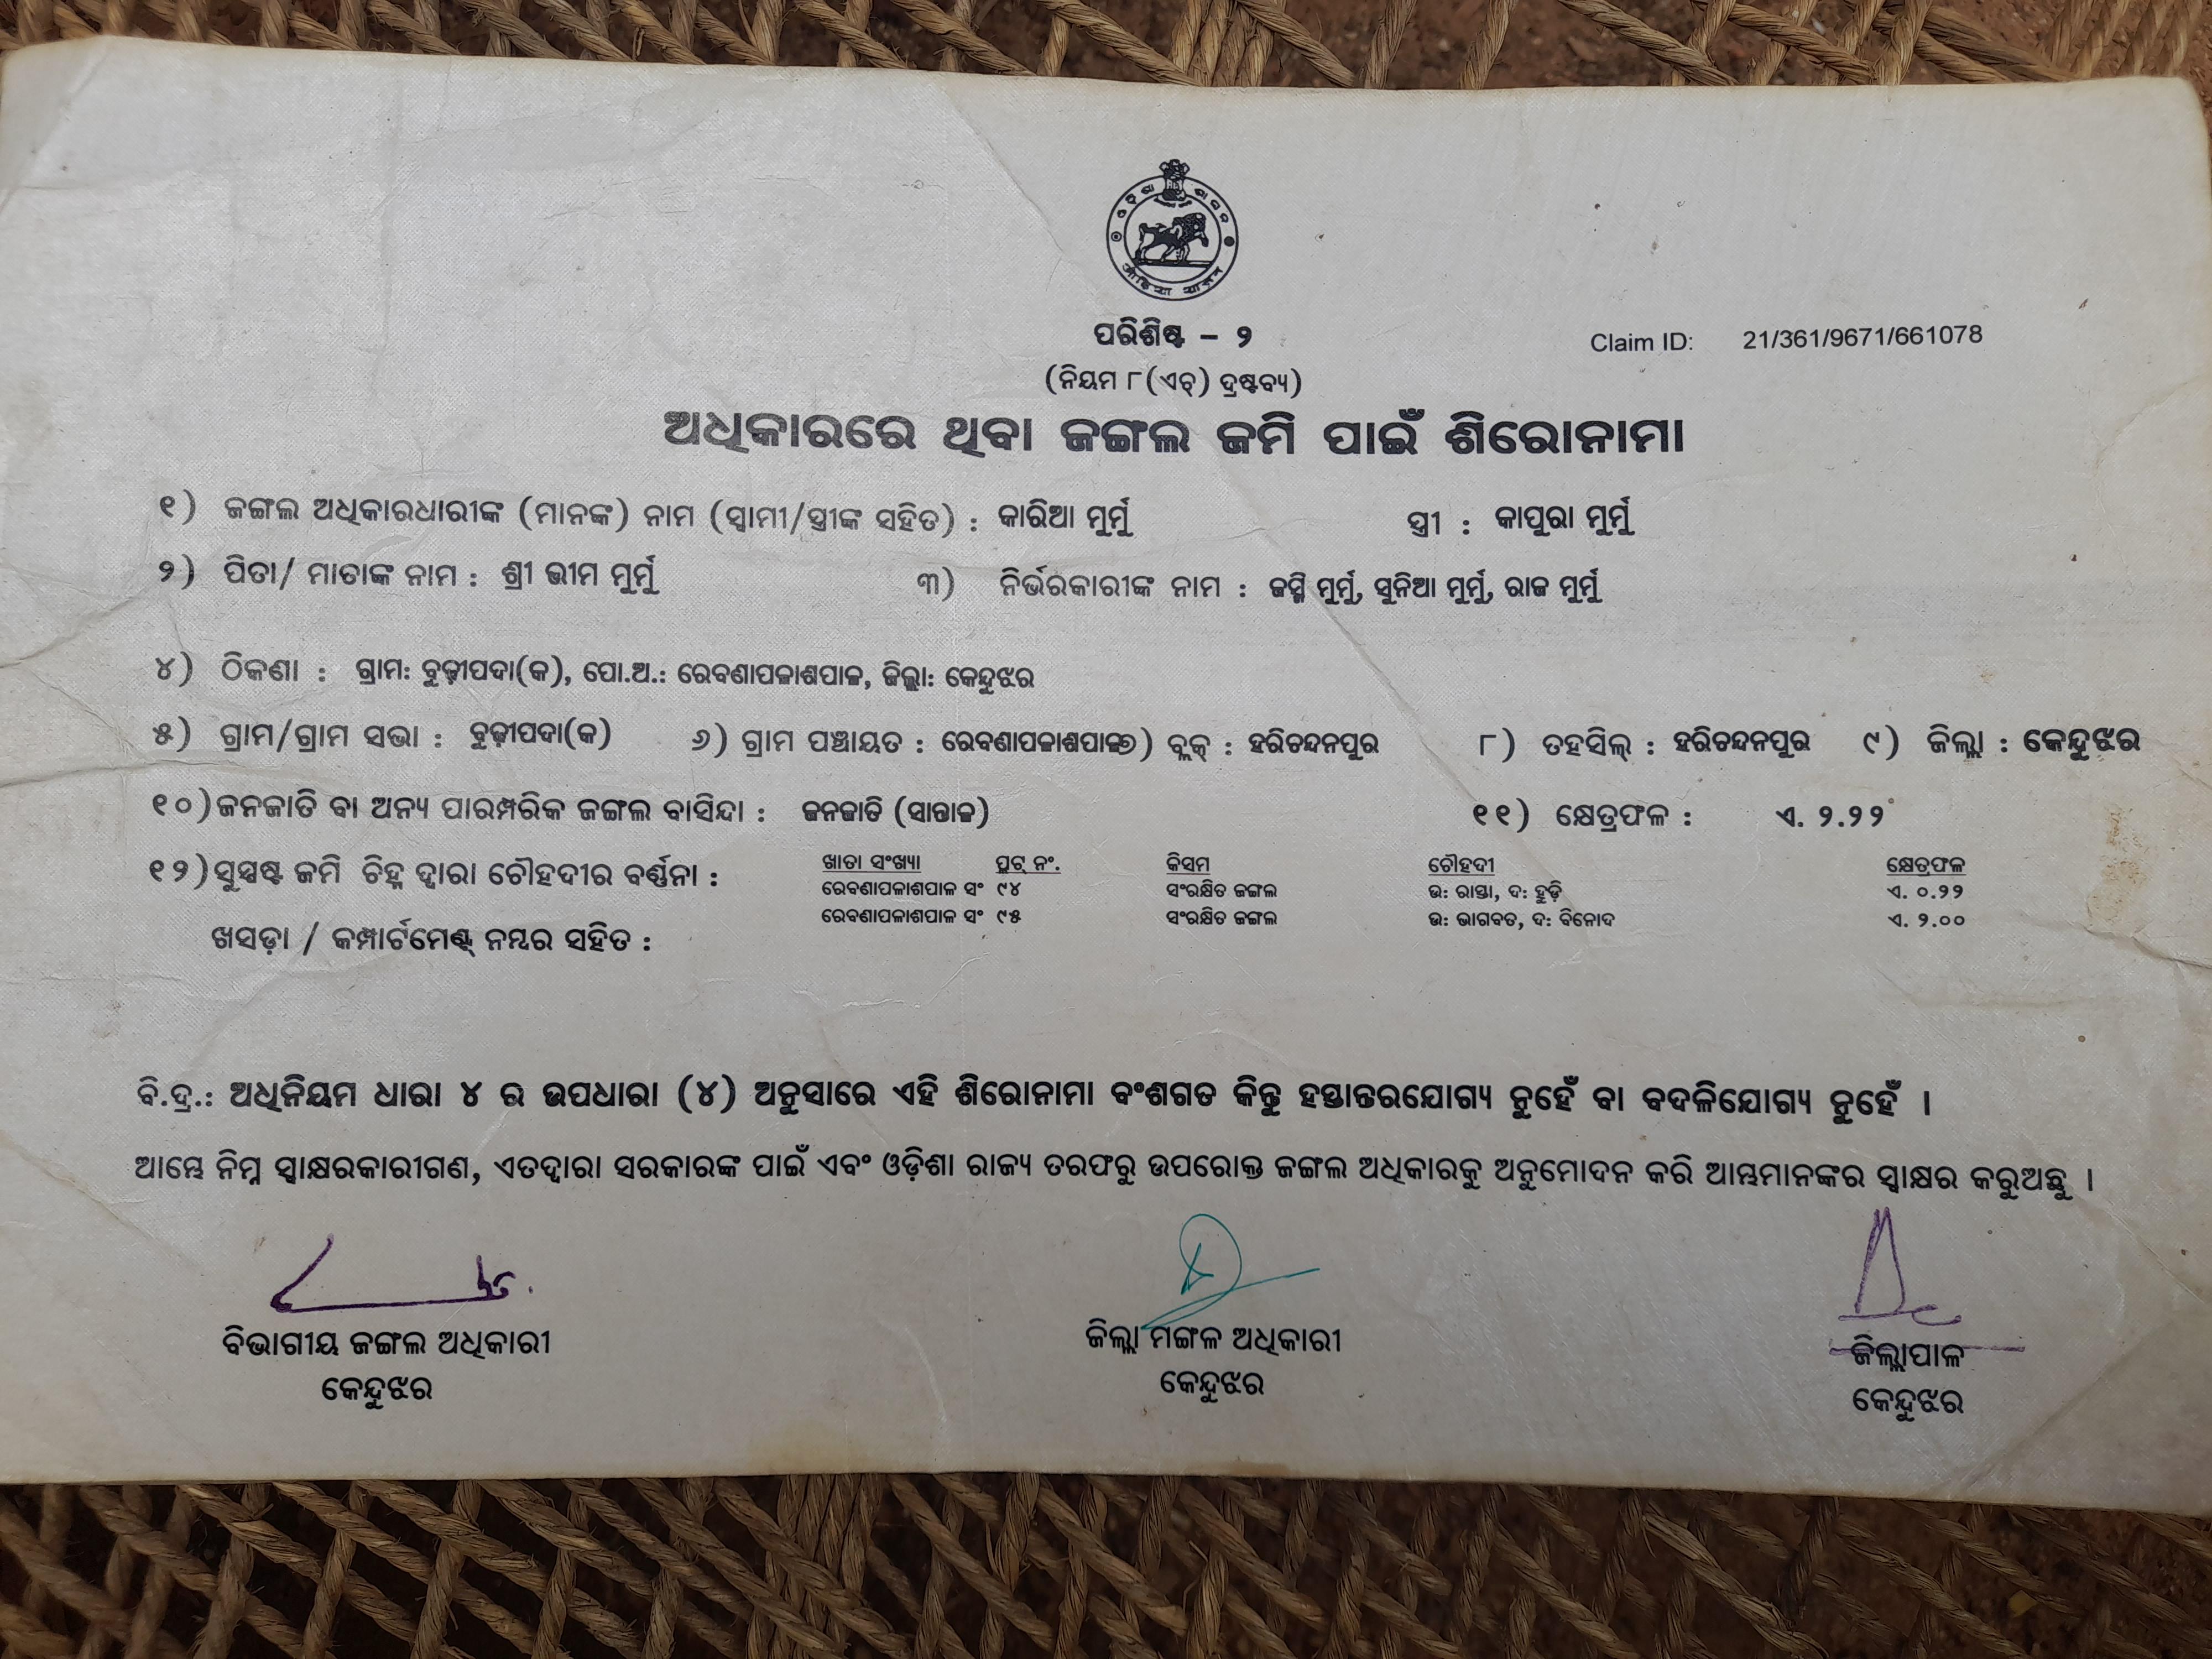 ଓଡ଼ିଶା ଶାସନ
ओड़िशा शासन
ପରିଶିଷ୍ଟ – ୨
Claim ID: 21/361/9671/661078
(ନିୟମ ୮(ଏଚ୍) ଦ୍ରଷ୍ଟବ୍ୟ)
ଅଧିକାରରେ ଥିବା ଜଙ୍ଗଲ ଜମି ପାଇଁ ଶିରୋନାମା
୧) ଜଙ୍ଗଲ ଅଧିକାରଧାରୀଙ୍କ (ମାନଙ୍କ) ନାମ (ସ୍ୱାମୀ/ସ୍ତ୍ରୀଙ୍କ ସହିତ) : କାରିଆ ମୁର୍ମୁ ସ୍ତ୍ରୀ : କାପୁରା ମୁର୍ମୁ
୨) ପିତା/ ମାତାଙ୍କ ନାମ : ଶ୍ରୀ ଭୀମ ମୁର୍ମୁ ୩) ନିର୍ଭରକାରୀଙ୍କ ନାମ : ଜସ୍ମି ମୁର୍ମୁ, ସୁନିଆ ମୁର୍ମୁ, ରାଜ ମୁର୍ମୁ
୪) ଠିକଣା : ଗ୍ରାମ: ବୁଢ଼ୀପଦା(କ), ପୋ.ଅ.: ରେବଣାପଳାଶପାଳ, ଜିଲ୍ଲା: କେନ୍ଦୁଝର
୫) ଗ୍ରାମ/ଗ୍ରାମ ସଭା : ବୁଢ଼ୀପଦା(କ) ୬) ଗ୍ରାମ ପଞ୍ଚାୟତ : ରେବଣାପଳାଶପାଳ ୭) ବ୍ଲକ୍ : ହରିଚନ୍ଦନପୁର ୮) ତହସିଲ୍ : ହରିଚନ୍ଦନପୁର ୯) ଜିଲ୍ଲା : କେନ୍ଦୁଝର
୧୦) ଜନଜାତି ବା ଅନ୍ୟ ପାରମ୍ପରିକ ଜଙ୍ଗଲ ବାସିନ୍ଦା : ଜନଜାତି (ସାନ୍ତାଳ) ୧୧) କ୍ଷେତ୍ରଫଳ : ଏ. ୨.୨୨
୧୨) ସୁସ୍ପଷ୍ଟ ଜମି ଚିହ୍ନ ଦ୍ୱାରା ଚୌହଦୀର ବର୍ଣ୍ଣନା : ଖାତା ସଂଖ୍ୟା ପ୍ଲଟ୍ ନଂ. କିସମ ଚୌହଦୀ କ୍ଷେତ୍ରଫଳ
ରେବଣାପଳାଶପାଳ ସଂ ୯୪ ସଂରକ୍ଷିତ ଜଙ୍ଗଲ ଉ: ରାସ୍ତା, ଦ: ହୁଡ଼ି ଏ. ୦.୨୨
ରେବଣାପଳାଶପାଳ ସଂ ୯୫ ସଂରକ୍ଷିତ ଜଙ୍ଗଲ ଉ: ଭାଗବତ, ଦ: ବିନୋଦ ଏ. ୨.୦୦
ଖସଡ଼ା / କମ୍ପାର୍ଟମେଣ୍ଟ୍ ନମ୍ବର ସହିତ :
ବି.ଦ୍ର.: ଅଧିନିୟମ ଧାରା ୪ ର ଉପଧାରା (୪) ଅନୁସାରେ ଏହି ଶିରୋନାମା ବଂଶଗତ କିନ୍ତୁ ହସ୍ତାନ୍ତରଯୋଗ୍ୟ ନୁହେଁ ବା ବଦଳିଯୋଗ୍ୟ ନୁହେଁ ।
ଆମ୍ଭେ ନିମ୍ନ ସ୍ୱାକ୍ଷରକାରୀଗଣ, ଏତଦ୍ୱାରା ସରକାରଙ୍କ ପାଇଁ ଏବଂ ଓଡ଼ିଶା ରାଜ୍ୟ ତରଫରୁ ଉପରୋକ୍ତ ଜଙ୍ଗଲ ଅଧିକାରକୁ ଅନୁମୋଦନ କରି ଆମ୍ଭମାନଙ୍କର ସ୍ୱାକ୍ଷର କରୁଅଛୁ ।
ବିଭାଗୀୟ ଜଙ୍ଗଲ ଅଧିକାରୀ ଜିଲ୍ଲା ମଙ୍ଗଳ ଅଧିକାରୀ ଜିଲ୍ଲାପାଳ
କେନ୍ଦୁଝର କେନ୍ଦୁଝର କେନ୍ଦୁଝର